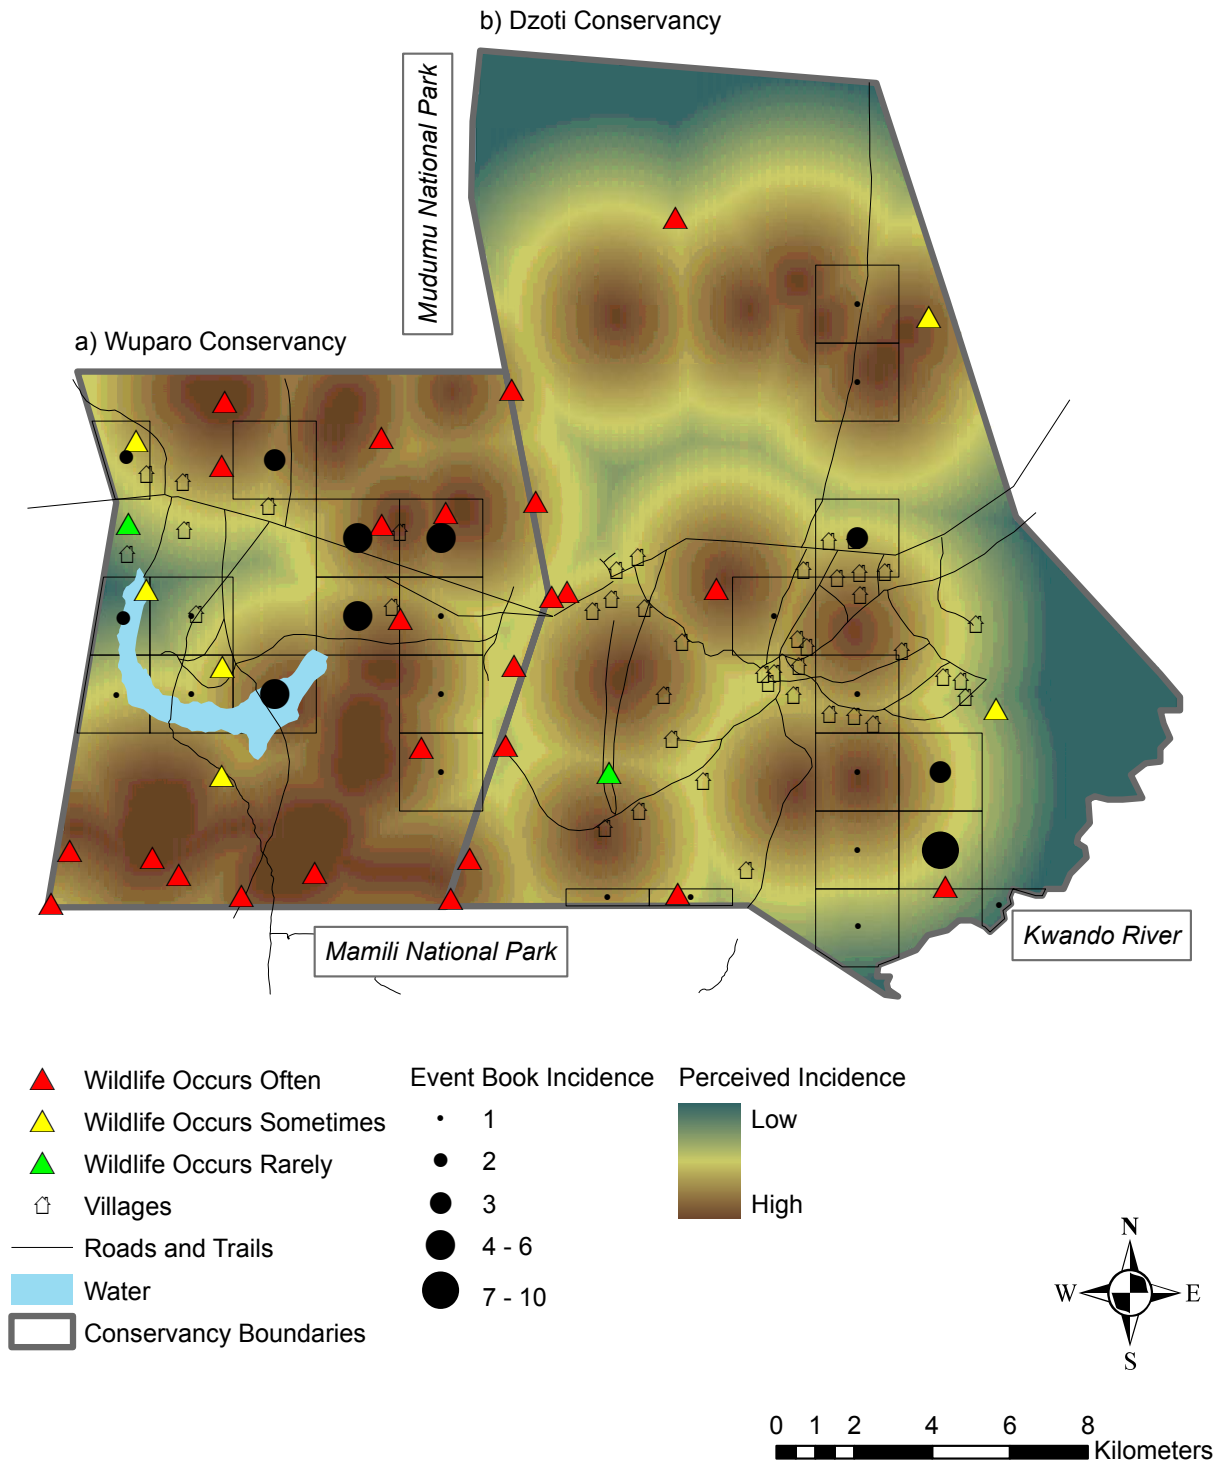 b) Dzoti Conservancy
Mudumu National Park
a) Wuparo Conservancy
Mamili National Park
Kwando River
Wildlife Occurs Often
Wildlife Occurs Sometimes
Wildlife Occurs Rarely
Villages
Roads and Trails
Water
Conservancy Boundaries
Event Book Incidence
1
2
3
4 - 6
7 - 10
Perceived Incidence
Low
High
N
W E
S
0 1 2 4 6 8
Kilometers